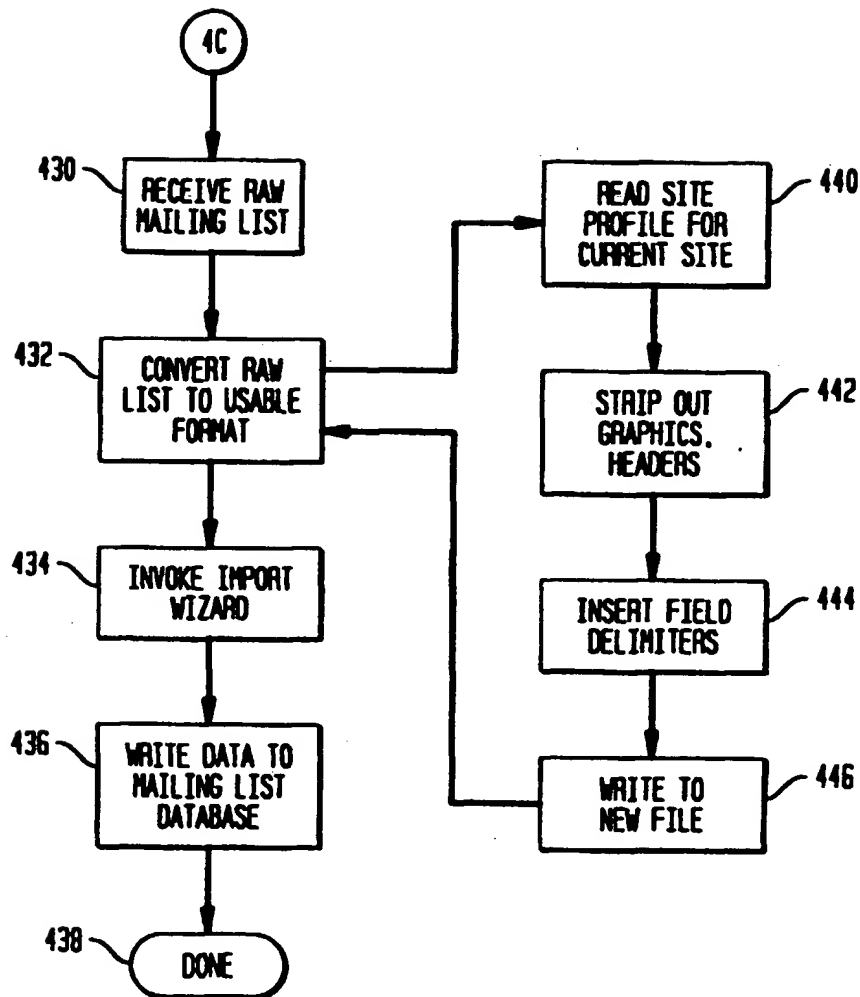 4C
430
RECEIVE RAW
MAILING LIST
432
CONVERT RAW
LIST TO USABLE
FORMAT
434
INVOKE IMPORT
WIZARD
436
WRITE DATA TO
MAILING LIST
DATABASE
438
DONE
440
READ SITE
PROFILE FOR
CURRENT SITE
442
STRIP OUT
GRAPHICS.
HEADERS
444
INSERT FIELD
DELIMITERS
446
WRITE TO
NEW FILE